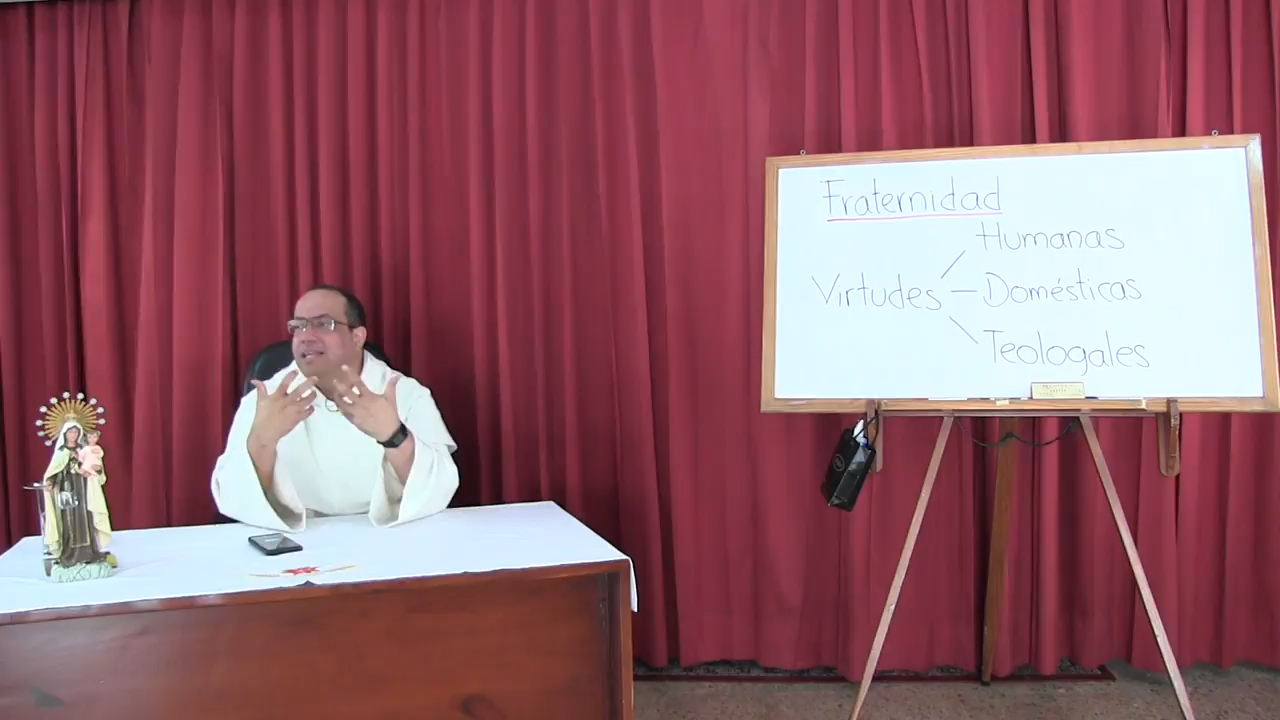 Fraternidad
Humanas
Virtudes — Domésticas
Teologales